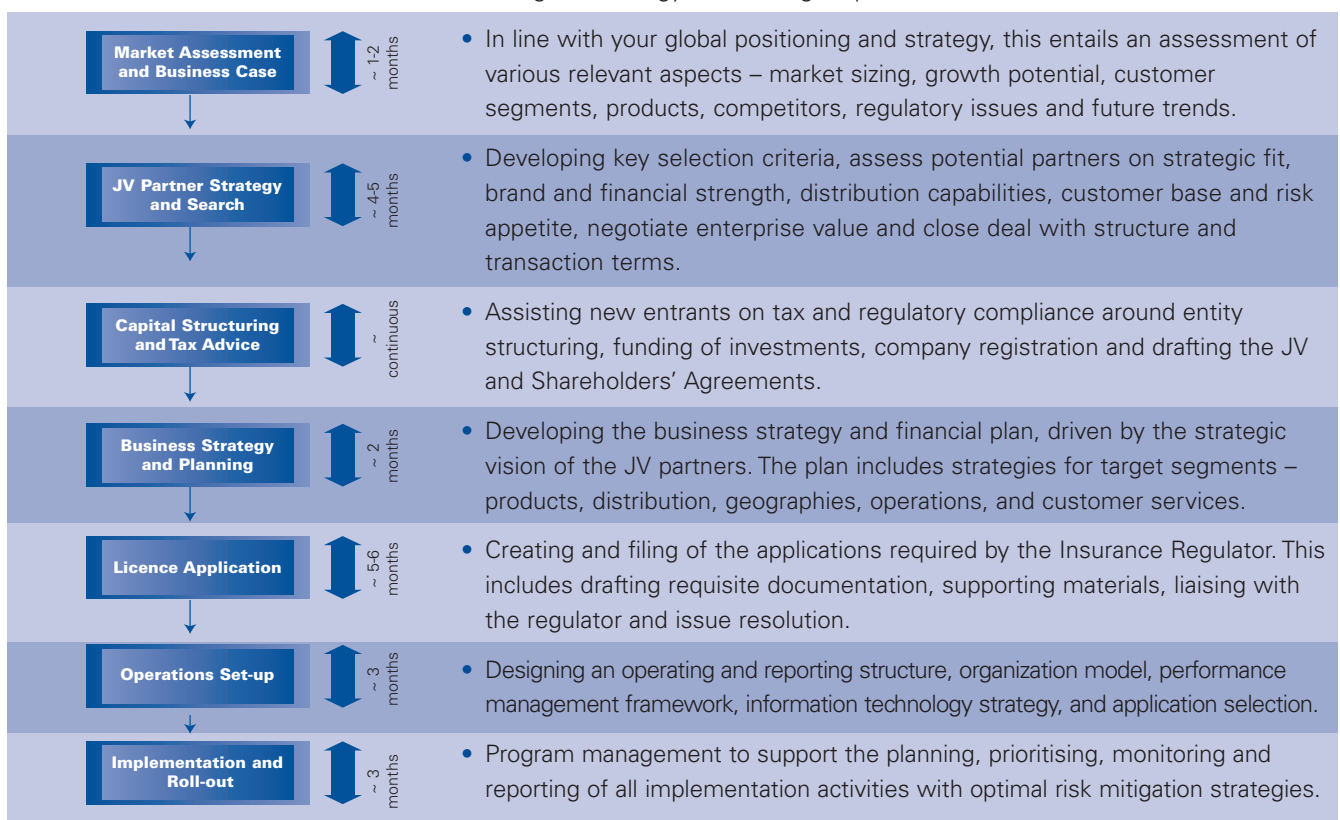 Market Assessment
and Business Case
~ 1-2
months
• In line with your global positioning and strategy, this entails an assessment of
various relevant aspects – market sizing, growth potential, customer
segments, products, competitors, regulatory issues and future trends.
JV Partner Strategy
and Search
~ 4-5
months
• Developing key selection criteria, assess potential partners on strategic fit,
brand and financial strength, distribution capabilities, customer base and risk
appetite, negotiate enterprise value and close deal with structure and
transaction terms.
Capital Structuring
and Tax Advice
~
continuous
• Assisting new entrants on tax and regulatory compliance around entity
structuring, funding of investments, company registration and drafting the JV
and Shareholders’ Agreements.
Business Strategy
and Planning
~ 2
months
• Developing the business strategy and financial plan, driven by the strategic
vision of the JV partners. The plan includes strategies for target segments –
products, distribution, geographies, operations, and customer services.
Licence Application
~ 5-6
months
• Creating and filing of the applications required by the Insurance Regulator. This
includes drafting requisite documentation, supporting materials, liaising with
the regulator and issue resolution.
Operations Set-up
~ 3
months
• Designing an operating and reporting structure, organization model, performance
management framework, information technology strategy, and application selection.
Implementation and
Roll-out
~ 3
months
• Program management to support the planning, prioritising, monitoring and
reporting of all implementation activities with optimal risk mitigation strategies.